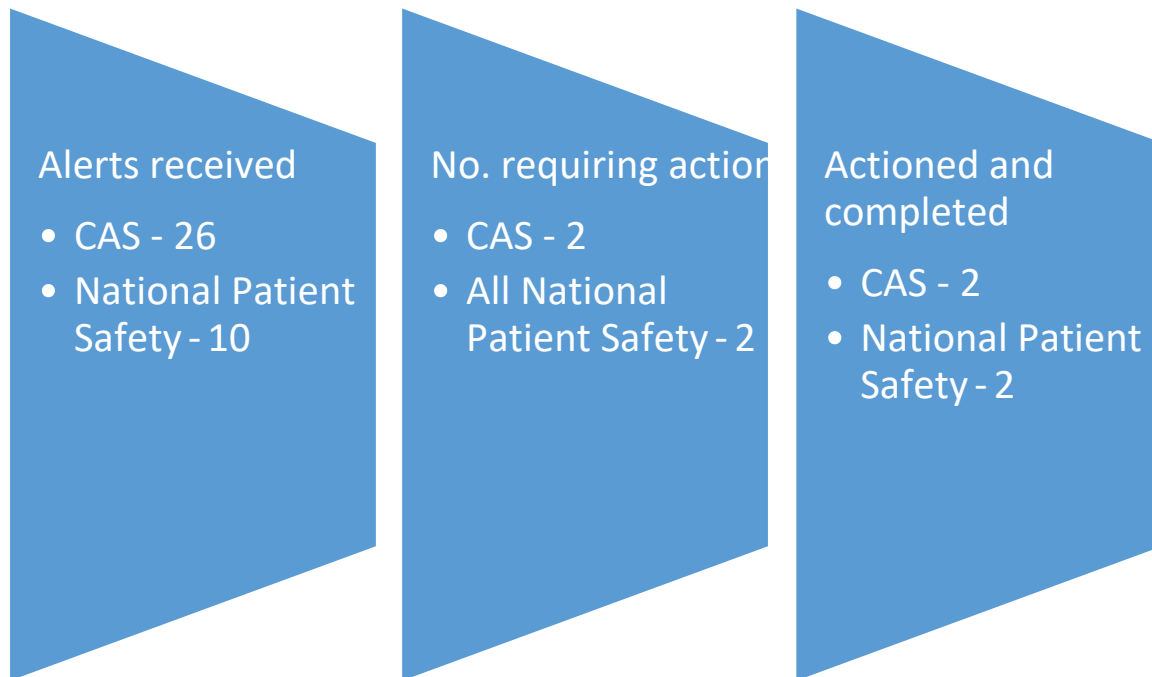 Alerts received
• CAS - 26
• National Patient
Safety - 10
No. requiring action
• CAS - 2
• All National
Patient Safety - 2
Actioned and
completed
• CAS - 2
• National Patient
Safety - 2